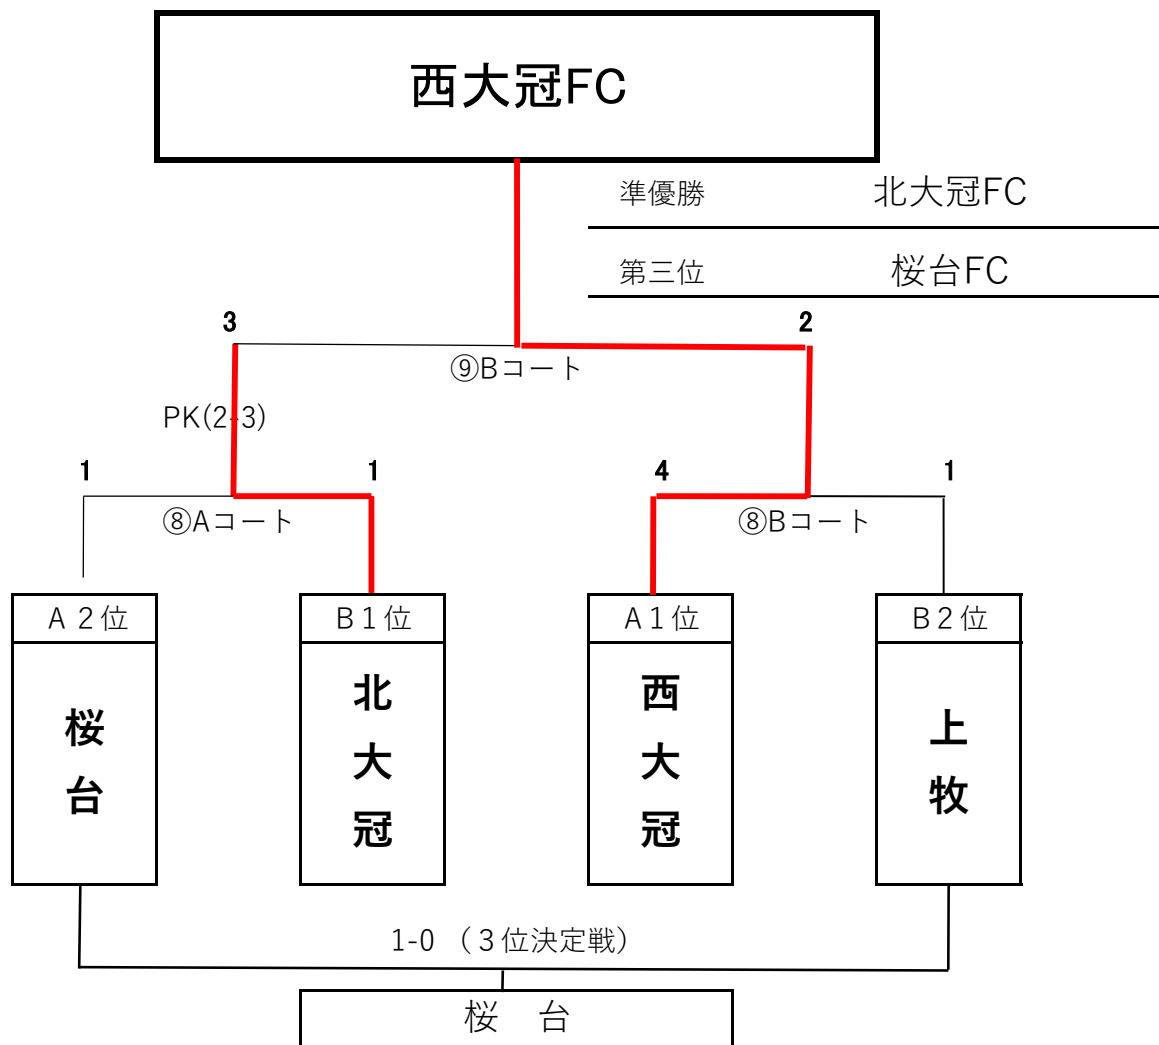 西大冠FC
準優勝 北大冠FC
第三位 桜台FC
3 2
⑨Bコート
PK(2-3)
1 1 4 1
⑧Aコート ⑧Bコート
A 2位 B1位 A1位 B2位
桜台
北大冠
西大冠
上牧
1-0 （３位決定戦）
桜　台